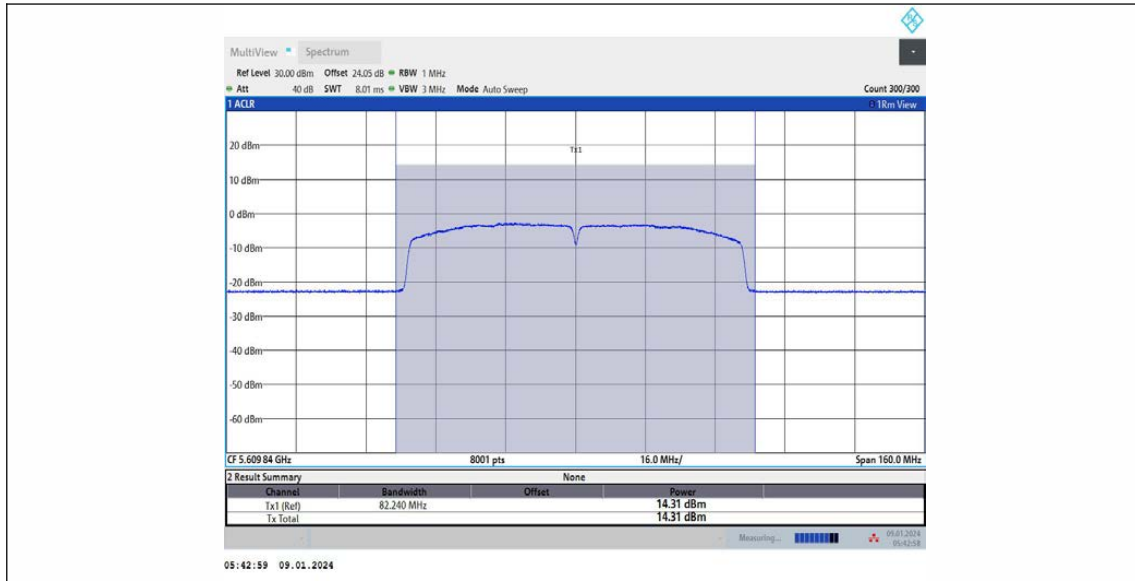 MultiView Spectrum
Ref Level 30.00 dBm Offset 24.05 dB RBW 1 MHz
Att 40 dB SWT 8.01 ms VBW 3 MHz Mode Auto Sweep Count 300/300
1 ACLR 1Rm View
20 dBm
Tx1
10 dBm
0 dBm
-10 dBm
-20 dBm
-30 dBm
-40 dBm
-50 dBm
-60 dBm
CF 5.609 84 GHz 8001 pts 16.0 MHz/ Span 160.0 MHz
2 Result Summary None
Channel Bandwidth Offset Power
Tx1 (Ref) 82.240 MHz 14.31 dBm
Tx Total 14.31 dBm
Measuring... 09.01.2024
05:42:58
05:42:59 09.01.2024